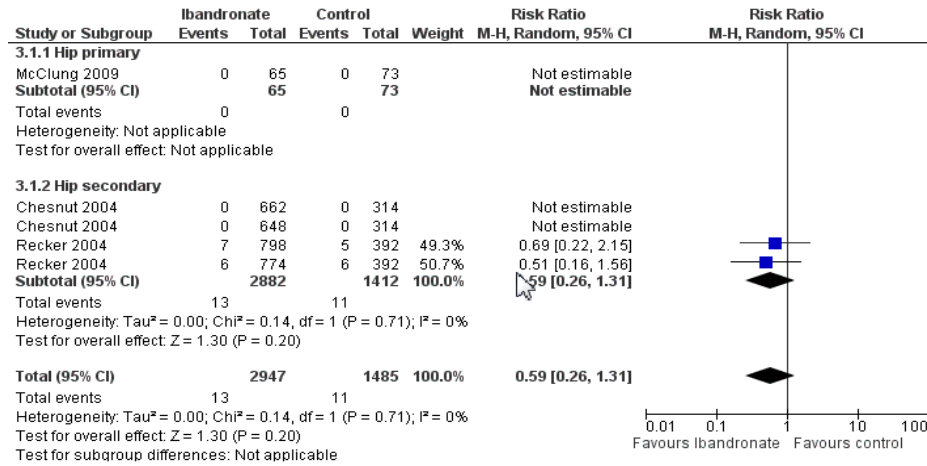 Ibandronate Control Risk Ratio Risk Ratio
Study or Subgroup Events Total Events Total Weight M-H, Random, 95% CI M-H, Random, 95% CI
3.1.1 Hip primary
McClung 2009 0 65 0 73 Not estimable
Subtotal (95% CI) 65 73 Not estimable
Total events 0 0
Heterogeneity: Not applicable
Test for overall effect: Not applicable
3.1.2 Hip secondary
Chesnut 2004 0 662 0 314 Not estimable
Chesnut 2004 0 648 0 314 Not estimable
Recker 2004 7 798 5 392 49.3% 0.69 [0.22, 2.15]
Recker 2004 6 774 6 392 50.7% 0.51 [0.16, 1.56]
Subtotal (95% CI) 2882 1412 100.0% .59 [0.26, 1.31]
Total events 13 11
Heterogeneity: Tau² = 0.00; Chi² = 0.14, df = 1 (P = 0.71); I² = 0%
Test for overall effect: Z = 1.30 (P = 0.20)
Total (95% CI) 2947 1485 100.0% 0.59 [0.26, 1.31]
Total events 13 11
Heterogeneity: Tau² = 0.00; Chi² = 0.14, df = 1 (P = 0.71); I² = 0%
Test for overall effect: Z = 1.30 (P = 0.20)
Test for subgroup differences: Not applicable
0.01 0.1 1 10 100
Favours Ibandronate Favours control